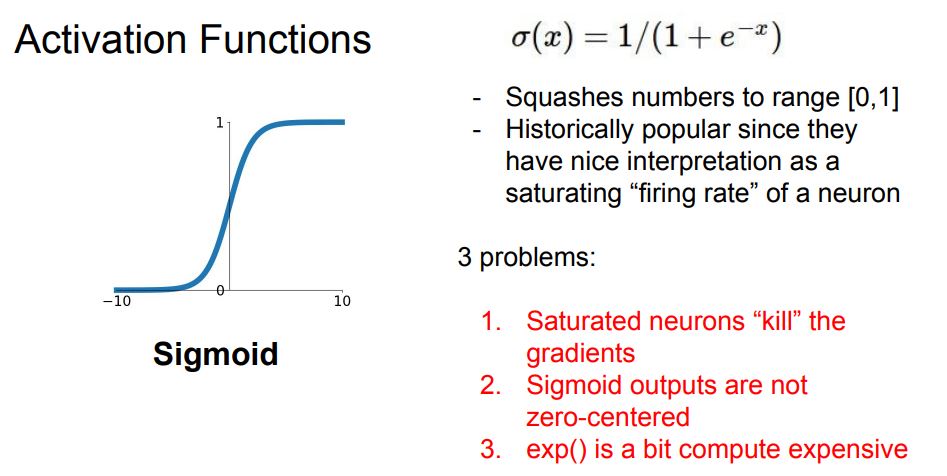 Activation Functions
σ(x) = 1/(1 + e⁻ˣ)
- Squashes numbers to range [0,1]
- Historically popular since they
have nice interpretation as a
saturating “firing rate” of a neuron
1
0
−10
10
Sigmoid
3 problems:
1. Saturated neurons “kill” the
gradients
2. Sigmoid outputs are not
zero-centered
3. exp() is a bit compute expensive